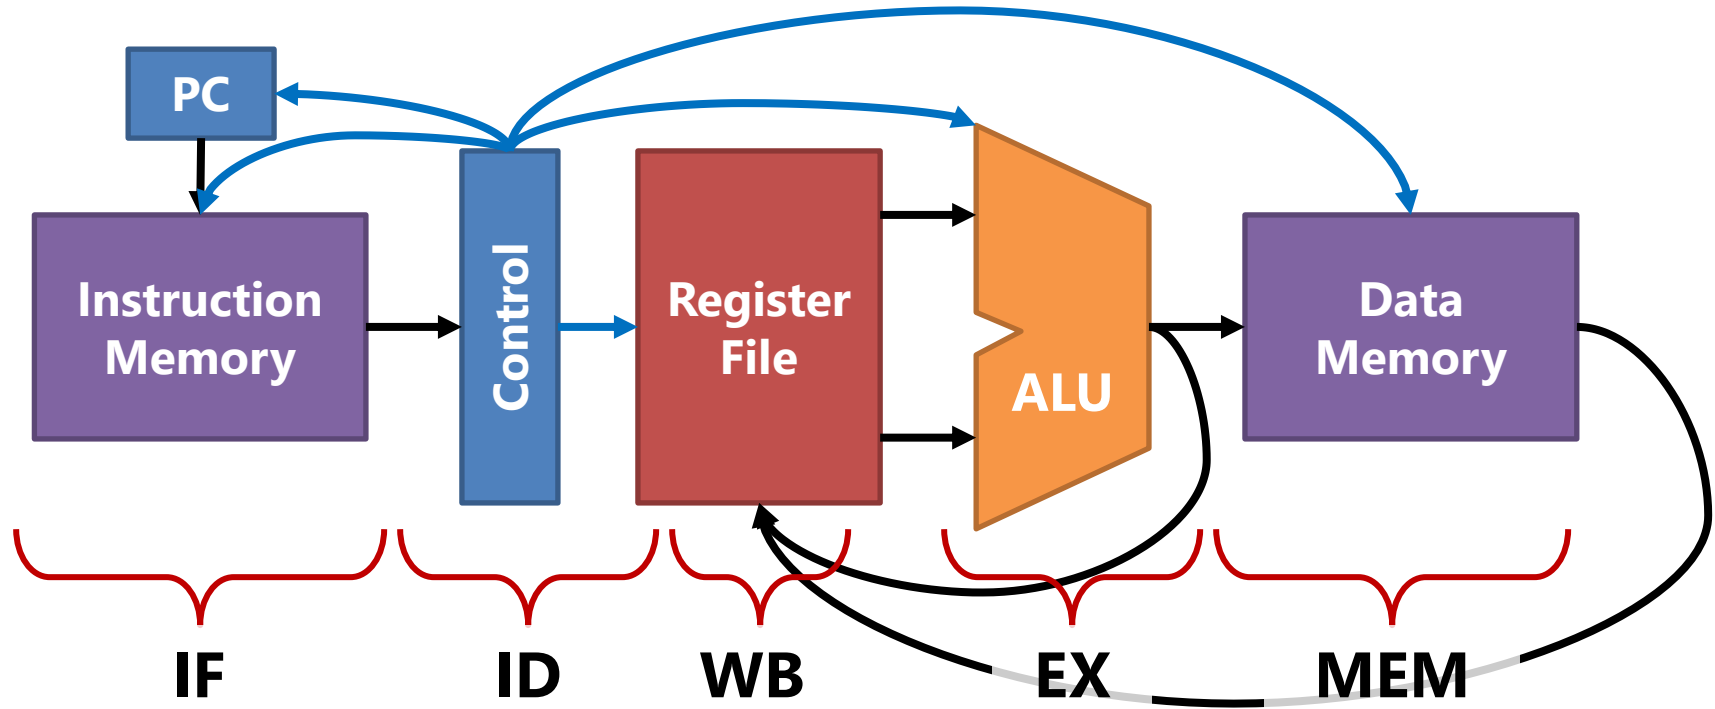 PC
Instruction
Memory
Control
Register
File
ALU
Data
Memory
IF
ID
WB
EX
MEM